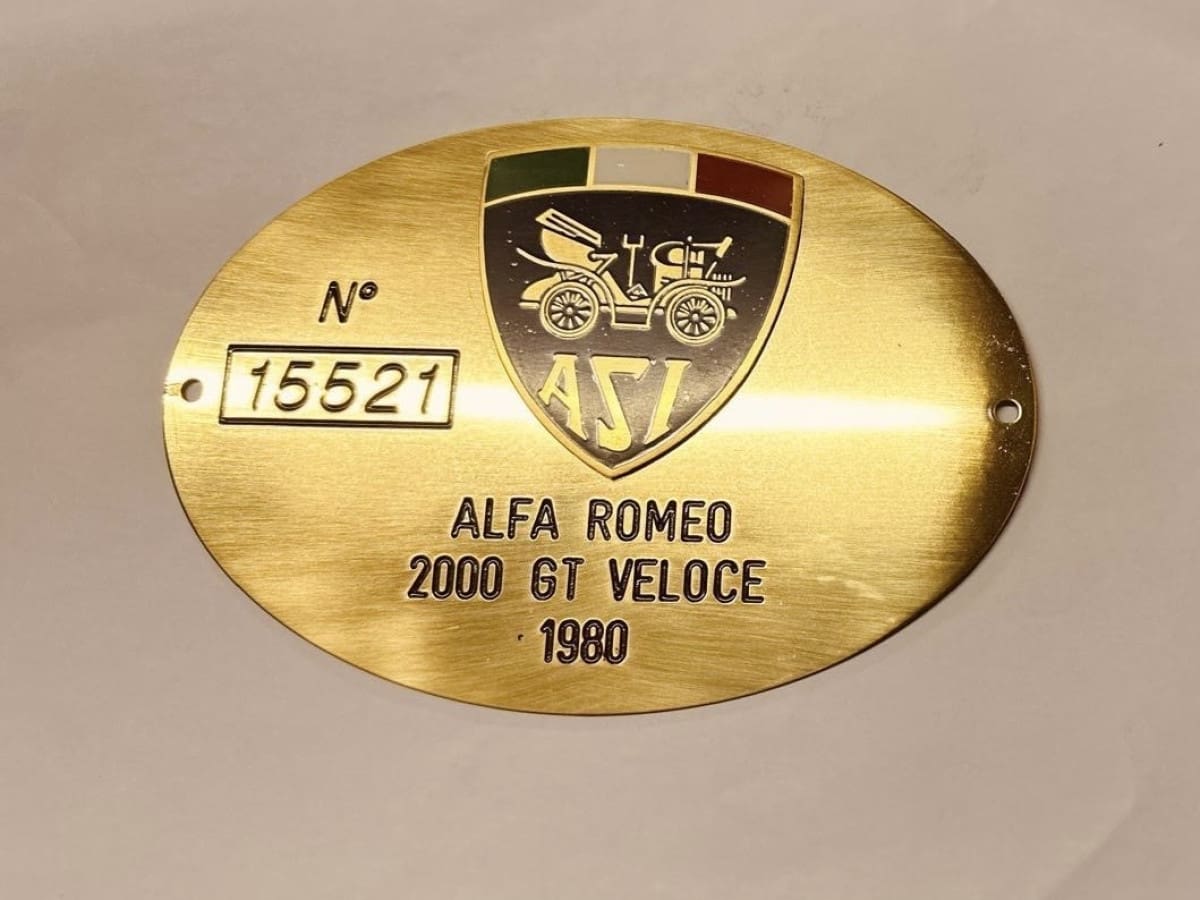 N°
15521
ASI
ALFA ROMEO
2000 GT VELOCE
1980